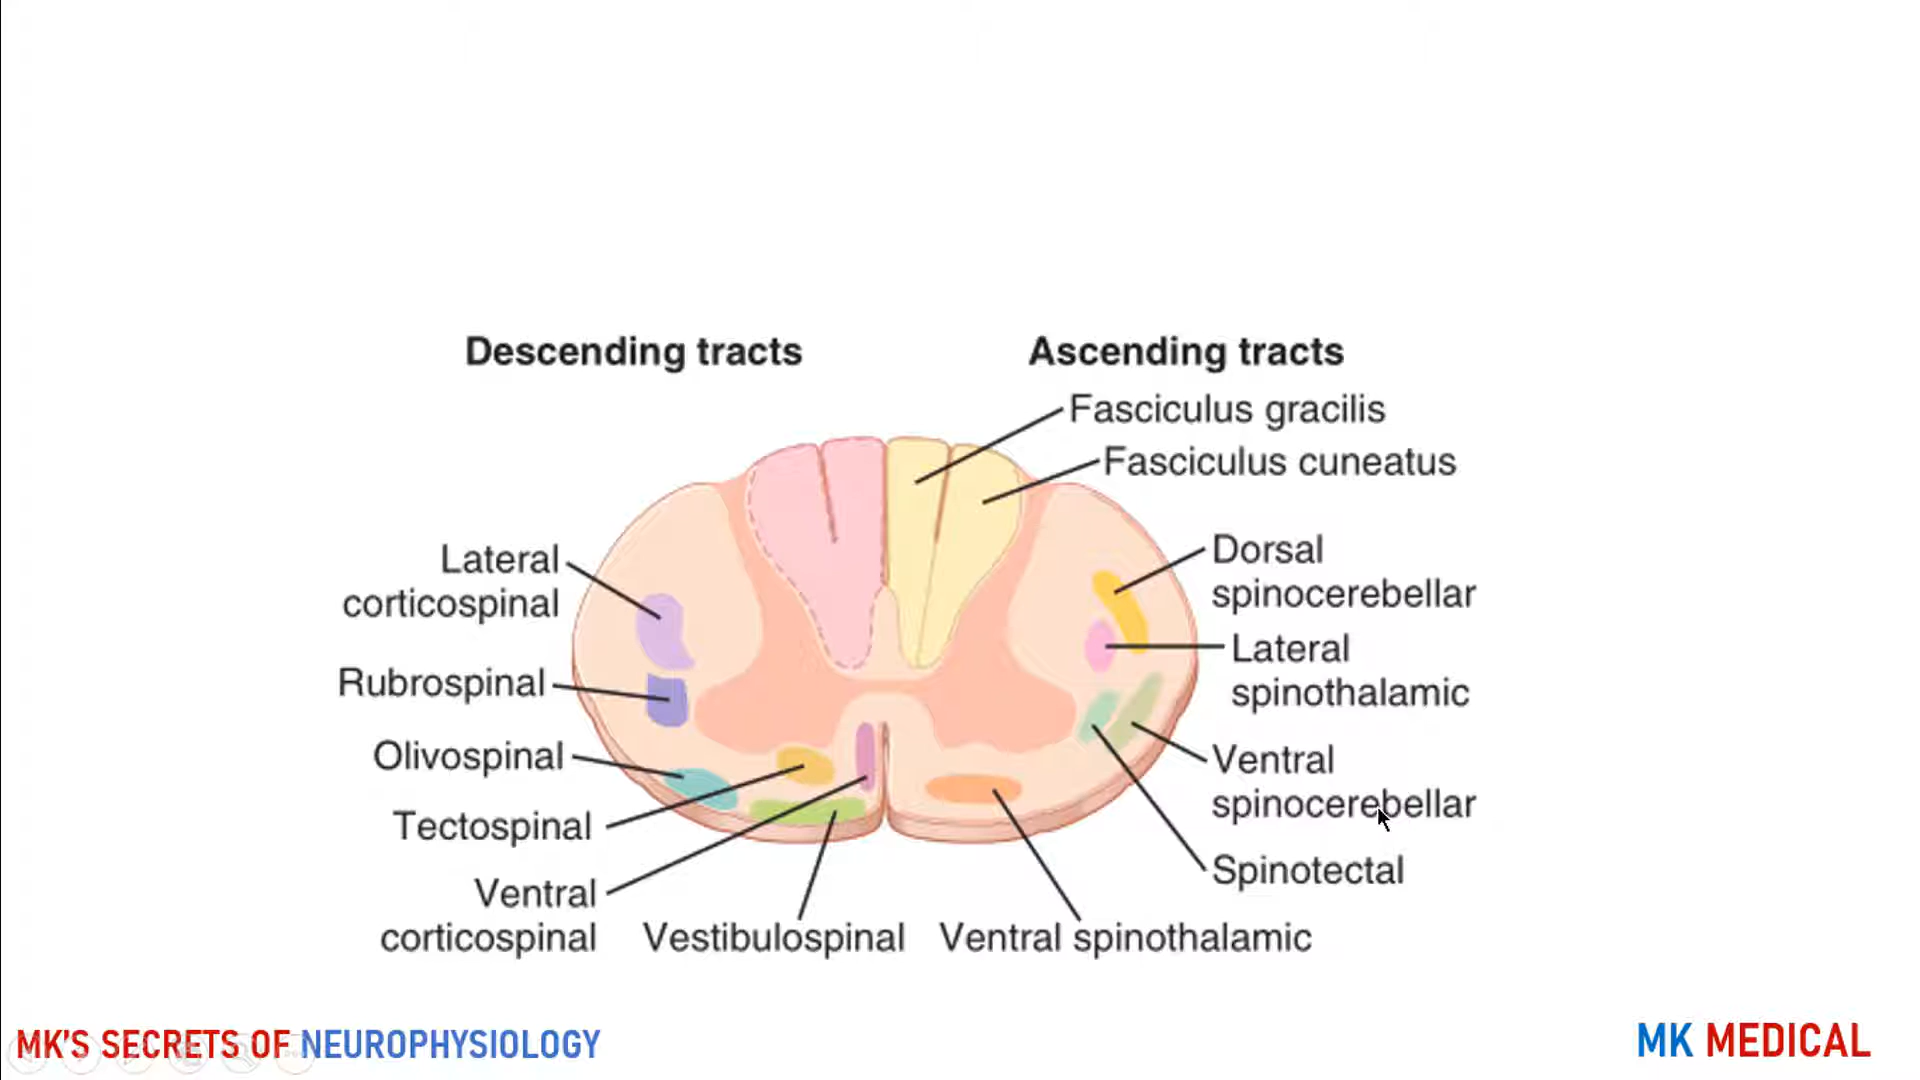 Descending tracts
Ascending tracts
Fasciculus gracilis
Fasciculus cuneatus
Lateral
corticospinal
Rubrospinal
Olivospinal
Tectospinal
Ventral
corticospinal
Vestibulospinal
Dorsal
spinocerebellar
Lateral
spinothalamic
Ventral
spinocerebellar
Spinotectal
Ventral spinothalamic
MK'S SECRETS OF NEUROPHYSIOLOGY
MK MEDICAL